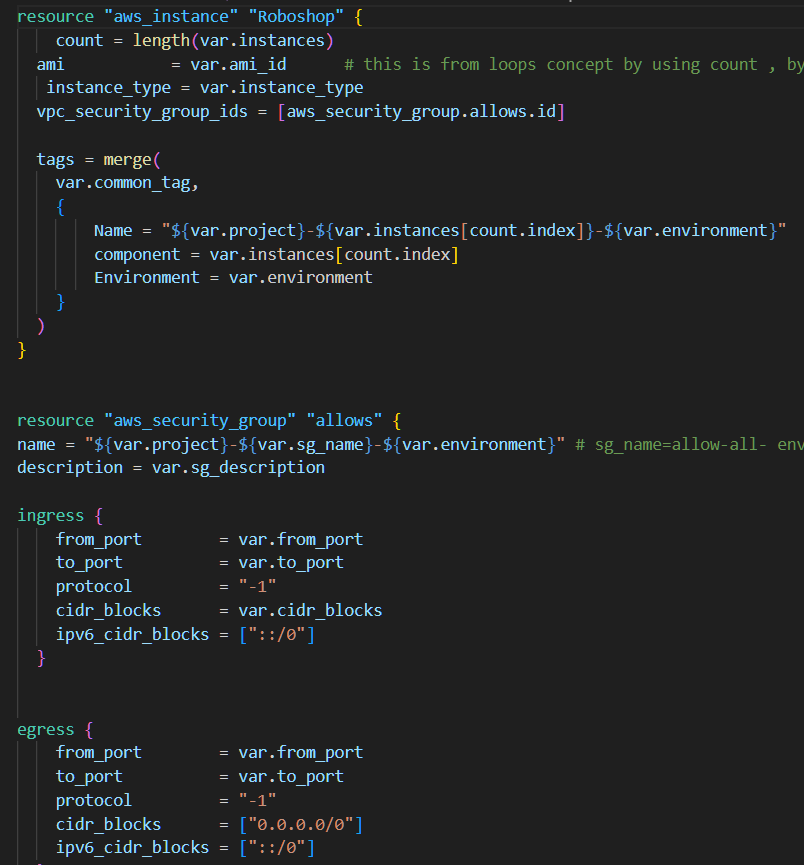 resource "aws_instance" "Roboshop" {
count = length(var.instances)
ami = var.ami_id # this is from loops concept by using count , by
instance_type = var.instance_type
vpc_security_group_ids = [aws_security_group.allows.id]
tags = merge(
var.common_tag,
{
Name = "${var.project}-${var.instances[count.index]}-${var.environment}"
component = var.instances[count.index]
Environment = var.environment
}
)
}
resource "aws_security_group" "allows" {
name = "${var.project}-${var.sg_name}-${var.environment}" # sg_name=allow-all- env
description = var.sg_description
ingress {
from_port = var.from_port
to_port = var.to_port
protocol = "-1"
cidr_blocks = var.cidr_blocks
ipv6_cidr_blocks = ["::/0"]
}
egress {
from_port = var.from_port
to_port = var.to_port
protocol = "-1"
cidr_blocks = ["0.0.0.0/0"]
ipv6_cidr_blocks = ["::/0"]